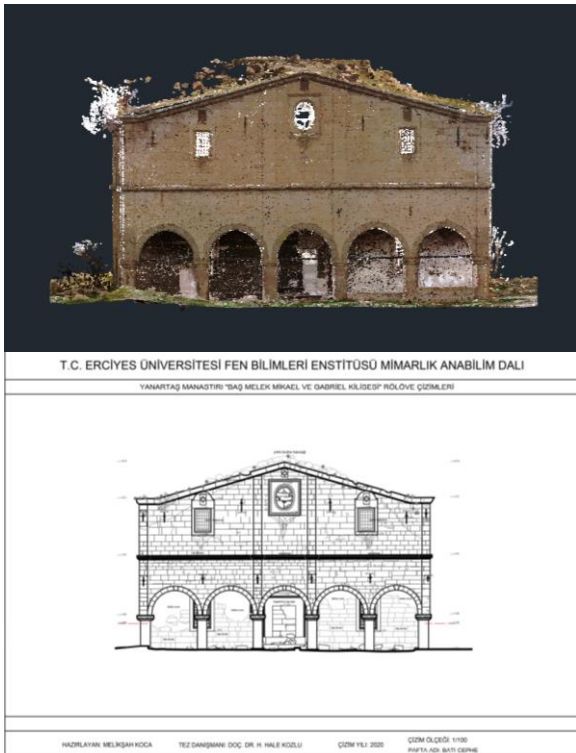 T.C. ERCİYES ÜNİVERSİTESİ FEN BİLİMLERİ ENSTİTÜSÜ MİMARLIK ANABİLİM DALI
YANARTAŞ MANASTIRI "BAŞ MELEK MİKAEL VE GABRİEL KİLİSESİ" RÖLÖVE ÇİZİMLERİ
HAZIRLAYAN: MELİKŞAH KOCA TEZ DANIŞMANI: DOÇ. DR. H. HALE KOZLU ÇİZİM YILI: 2020 ÇİZİM ÖLÇEĞİ: 1/100
PAFTA ADI: BATI CEPHE